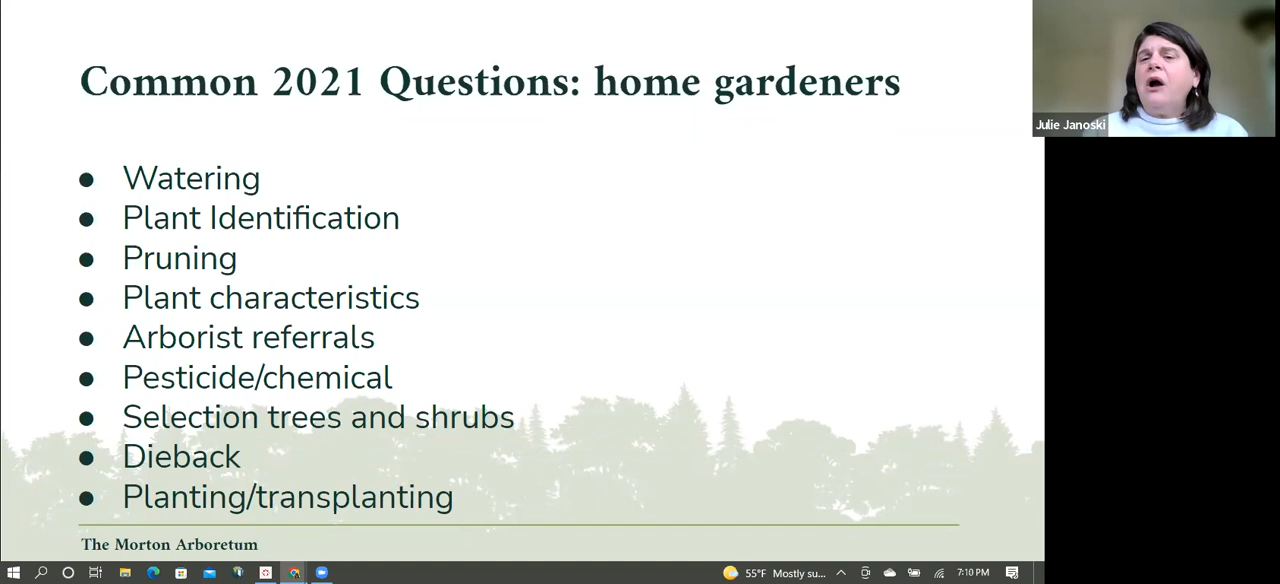 Common 2021 Questions: home gardeners
Julie Janoski
● Watering
● Plant Identification
● Pruning
● Plant characteristics
● Arborist referrals
● Pesticide/chemical
● Selection trees and shrubs
● Dieback
● Planting/transplanting
The Morton Arboretum
55°F Mostly su... 7:10 PM